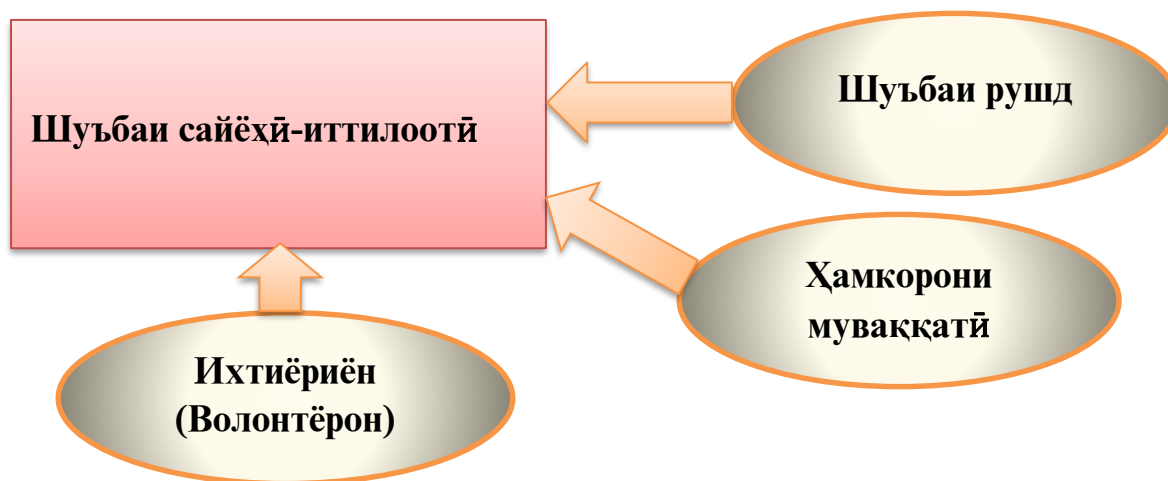 Шуъбаи рушд
Шуъбаи сайёҳӣ-иттилоотӣ
Ҳамкорони
муваққатӣ
Ихтиёриён
(Волонтёрон)